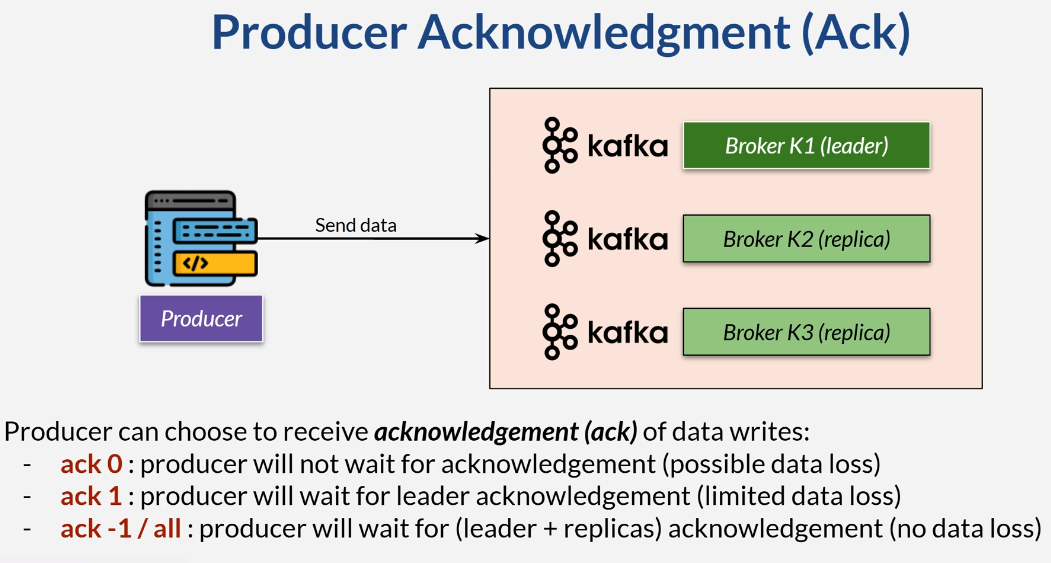 Producer Acknowledgment (Ack)
kafka
Broker K1 (leader)
Send data
kafka
Broker K2 (replica)
</>
Producer
kafka
Broker K3 (replica)
Producer can choose to receive acknowledgement (ack) of data writes:
- ack 0 : producer will not wait for acknowledgement (possible data loss)
- ack 1 : producer will wait for leader acknowledgement (limited data loss)
- ack -1 / all : producer will wait for (leader + replicas) acknowledgement (no data loss)